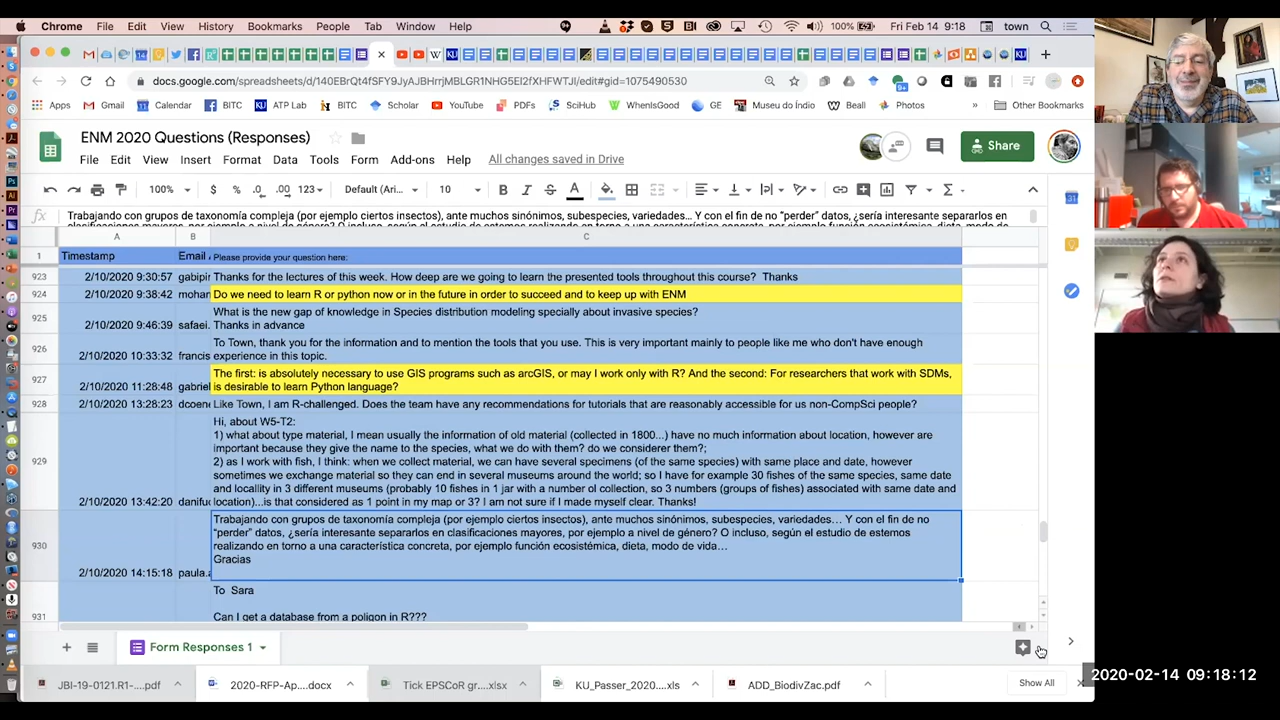 Chrome File Edit View History Bookmarks People Tab Window Help 100% Fri Feb 14 9:18 town
docs.google.com/spreadsheets/d/140EBrQt4fSFY9JyAJBHrrjMBLGR1NHG5EI2fXHFWTJI/edit#gid=1075490530
Apps Gmail Calendar BITC ATP Lab BITC Scholar YouTube PDFs SciHub WhenIsGood GE Museu do Índio Beall Photos » Other Bookmarks
ENM 2020 Questions (Responses)
File Edit View Insert Format Data Tools Form Add-ons Help All changes saved in Drive
Share
100% $ % .0 .00 123 Default (Ari... 10 B I S A
fx Trabajando con grupos de taxonomía compleja (por ejemplo ciertos insectos), ante muchos sinónimos, subespecies, variedades... Y con el fin de no "perder" datos, ¿sería interesante separarlos en
A B C
1 Timestamp Email Please provide your question here:
923 2/10/2020 9:30:57 gabipi Thanks for the lectures of this week. How deep are we going to learn the presented tools throughout this course? Thanks
924 2/10/2020 9:38:42 mohan Do we need to learn R or python now or in the future in order to succeed and to keep up with ENM
What is the new gap of knowledge in Species distribution modeling specially about invasive species?
925 2/10/2020 9:46:39 safaei. Thanks in advance
To Town, thank you for the information and to mention the tools that you use. This is very important mainly to people like me who don't have enough
926 2/10/2020 10:33:32 francis experience in this topic.
The first: is absolutely necessary to use GIS programs such as arcGIS, or may I work only with R? And the second: For researchers that work with SDMs,
927 2/10/2020 11:28:48 gabriel is desirable to learn Python language?
928 2/10/2020 13:28:23 dcoen Like Town, I am R-challenged. Does the team have any recommendations for tutorials that are reasonably accessible for us non-CompSci people?
Hi, about W5-T2:
1) what about type material, I mean usually the information of old material (collected in 1800...) have no much information about location, however are
important because they give the name to the species, what we do with them? do we considerer them?;
2) as I work with fish, I think: when we collect material, we can have several specimens (of the same species) with same place and date, however
sometimes we exchange material so they can end in several museums around the world; so I have for example 30 fishes of the same species, same date
and locallity in 3 different museums (probably 10 fishes in 1 jar with a number of collection, so 3 numbers (groups of fishes) associated with same date and
929 2/10/2020 13:42:20 danifu location)...is that considered as 1 point in my map or 3? I am not sure if I made myself clear. Thanks!
Trabajando con grupos de taxonomía compleja (por ejemplo ciertos insectos), ante muchos sinónimos, subespecies, variedades... Y con el fin de no
"perder" datos, ¿sería interesante separarlos en clasificaciones mayores, por ejemplo a nivel de género? O incluso, según el estudio de estemos
realizando en torno a una característica concreta, por ejemplo función ecosistémica, dieta, modo de vida...
Gracias
930 2/10/2020 14:15:18 paula.
To Sara
931 Can I get a database from a poligon in R???
Form Responses 1
JBI-19-0121.R1-....pdf 2020-RFP-Ap....docx Tick EPSCoR gr....xlsx KU_Passer_2020....xls ADD_BiodivZac.pdf Show All
2020-02-14 09:18:12